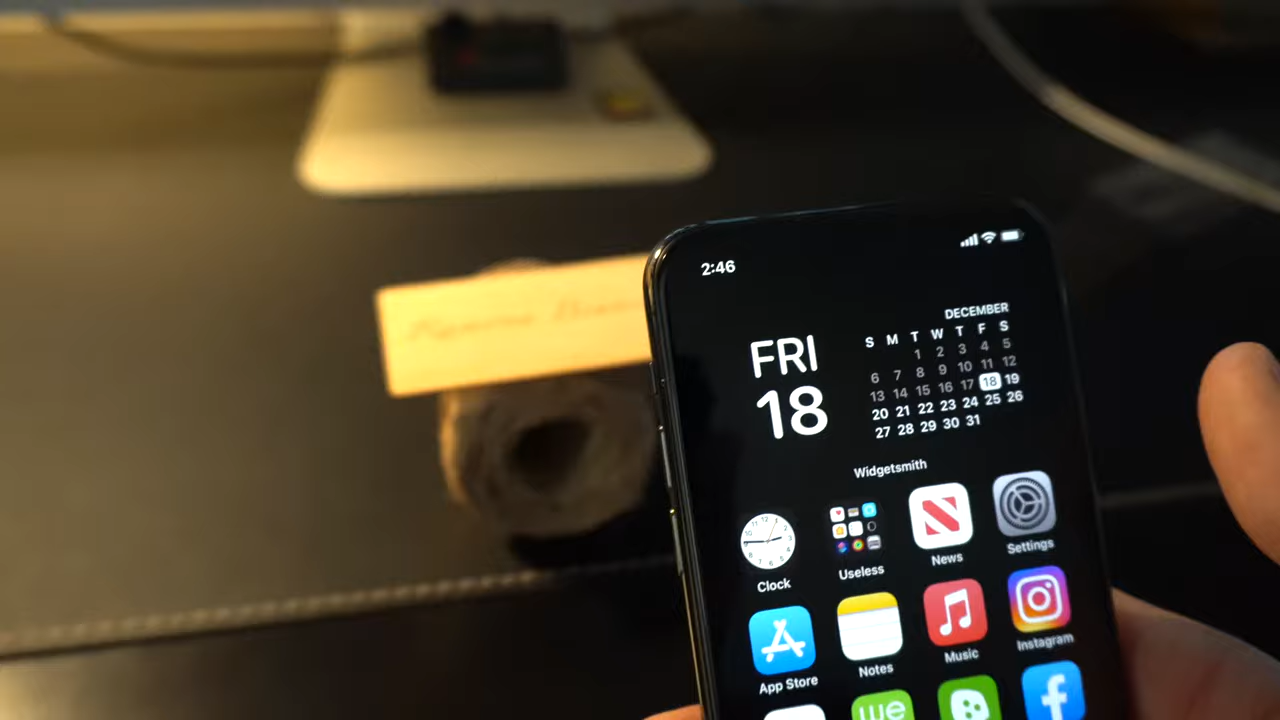 2:46
DECEMBER
S M T W T F S
1 2 3 4 5
6 7 8 9 10 11 12
13 14 15 16 17 18 19
20 21 22 23 24 25 26
27 28 29 30 31
FRI
18
Widgetsmith
Clock Useless News Settings
App Store Notes Music Instagram
we